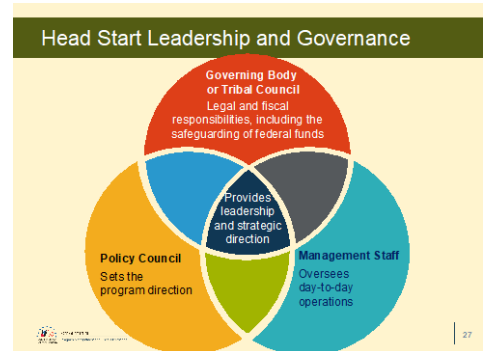 Head Start Leadership and Governance
Governing Body
or Tribal Council
Legal and fiscal
responsibilities, including the
safeguarding of federal funds
Provides
leadership
and strategic
direction
Policy Council
Sets the
program direction
Management Staff
Oversees
day-to-day
operations
27